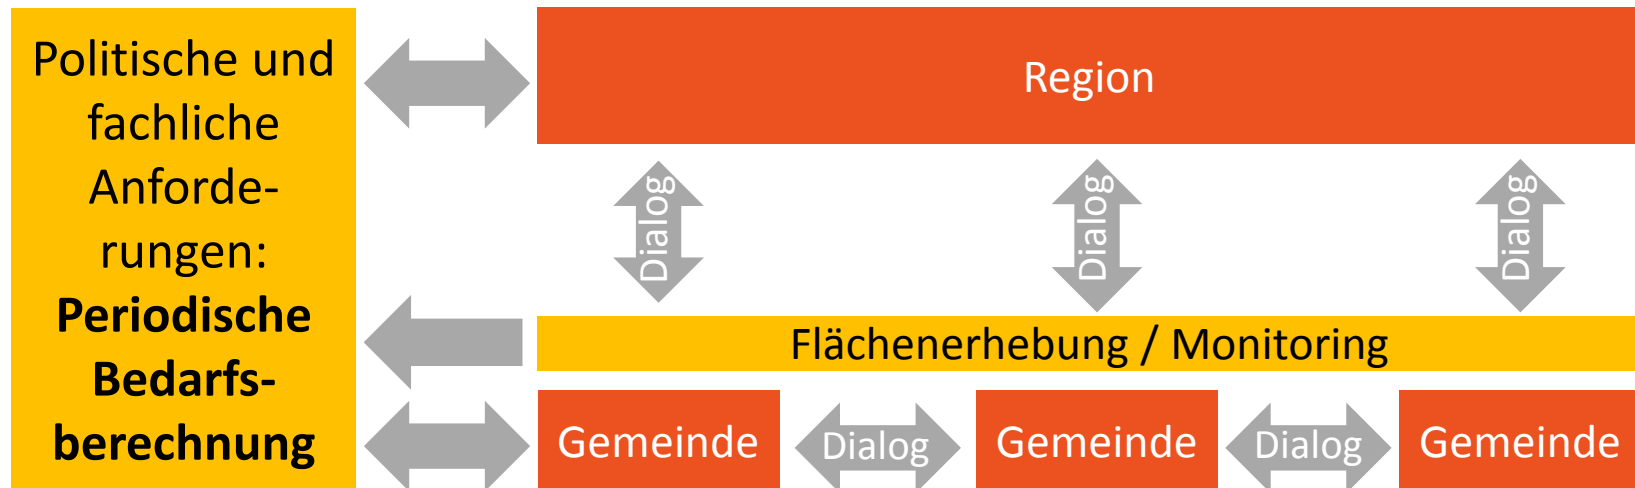 Politische und
fachliche
Anforde-
rungen:
Periodische
Bedarfs-
berechnung
Region
Dialog
Dialog
Dialog
Flächenerhebung / Monitoring
Gemeinde
Dialog
Gemeinde
Dialog
Gemeinde